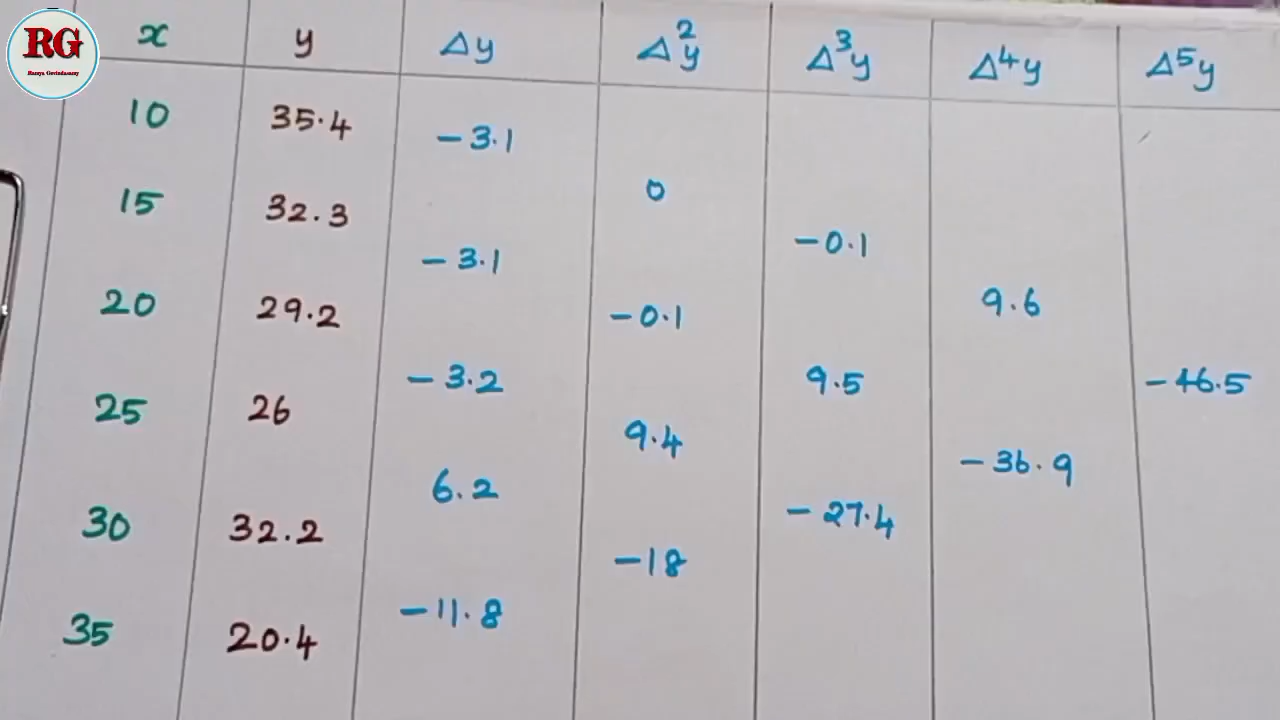 RG
Ramya Govindasamy
x y Δy Δ²y Δ³y Δ⁴y Δ⁵y
10 35.4
-3.1
15 32.3 0
-3.1 -0.1
20 29.2 -0.1 9.6
-3.2 9.5 -46.5
25 26 9.4 -36.9
6.2 -27.4
30 32.2 -18
-11.8
35 20.4